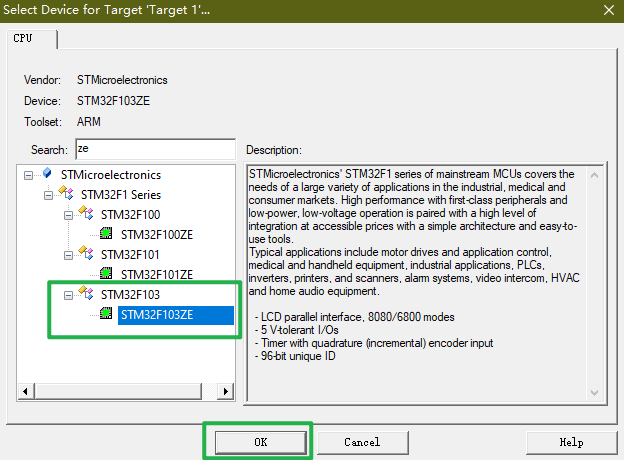 Select Device for Target 'Target 1'...
CPU
Vendor: STMicroelectronics
Device: STM32F103ZE
Toolset: ARM
Search: ze
STMicroelectronics
STM32F1 Series
STM32F100
STM32F100ZE
STM32F101
STM32F101ZE
STM32F103
STM32F103ZE
Description:
STMicroelectronics' STM32F1 series of mainstream MCUs covers the
needs of a large variety of applications in the industrial, medical and
consumer markets. High performance with first-class peripherals and
low-power, low-voltage operation is paired with a high level of
integration at accessible prices with a simple architecture and easy-to-
use tools.
Typical applications include motor drives and application control,
medical and handheld equipment, industrial applications, PLCs,
inverters, printers, and scanners, alarm systems, video intercom, HVAC
and home audio equipment.
- LCD parallel interface, 8080/6800 modes
- 5 V-tolerant I/Os
- Timer with quadrature (incremental) encoder input
- 96-bit unique ID
OK
Cancel
Help